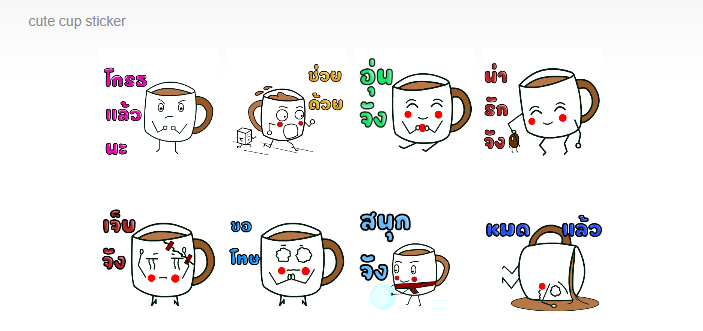 cute cup sticker
โกรธ
แล้ว
นะ
ช่วย
ด้วย
อุ่น
จัง
น่า
รัก
จัง
เจ็บ
จัง
ขอ
โทษ
สนุก
จัง
หมด แล้ว